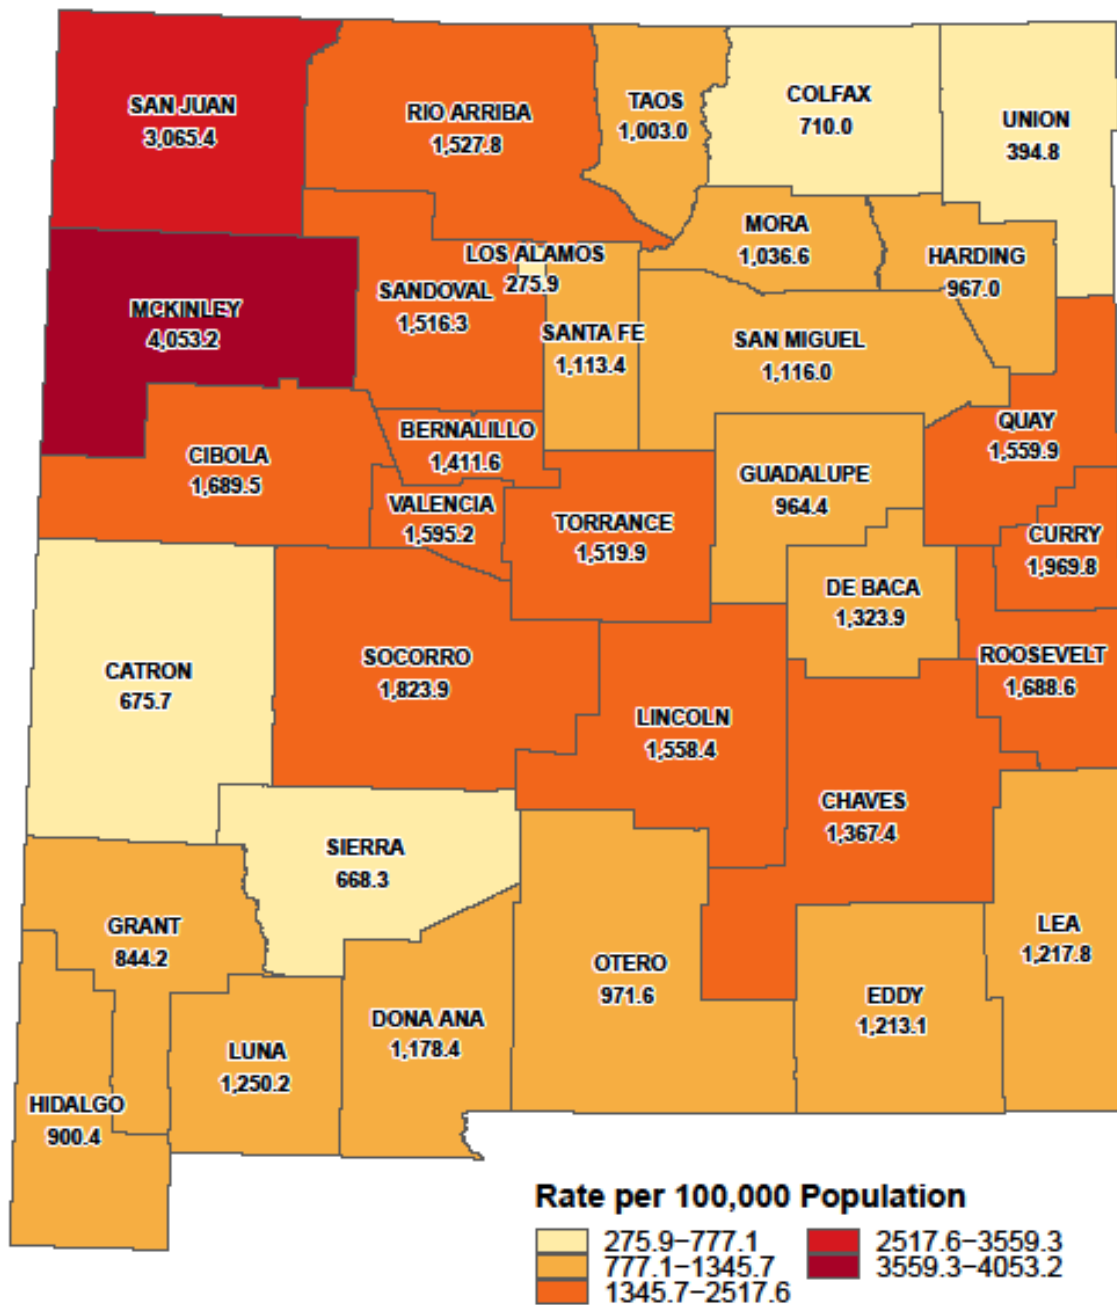 SAN JUAN
3,065.4
RIO ARRIBA
1,527.8
TAOS
1,003.0
COLFAX
710.0
UNION
394.8
MORA
1,036.6
HARDING
967.0
LOS ALAMOS
275.9
SANDOVAL
1,516.3
MCKINLEY
4,053.2
SANTA FE
1,113.4
SAN MIGUEL
1,116.0
QUAY
1,559.9
BERNALILLO
1,411.6
CIBOLA
1,689.5
GUADALUPE
964.4
VALENCIA
1,595.2
TORRANCE
1,519.9
CURRY
1,969.8
DE BACA
1,323.9
ROOSEVELT
1,688.6
CATRON
675.7
SOCORRO
1,823.9
LINCOLN
1,558.4
CHAVES
1,367.4
SIERRA
668.3
GRANT
844.2
LEA
1,217.8
OTERO
971.6
EDDY
1,213.1
DONA ANA
1,178.4
LUNA
1,250.2
HIDALGO
900.4
Rate per 100,000 Population
275.9–777.1
777.1–1345.7
1345.7–2517.6
2517.6–3559.3
3559.3–4053.2